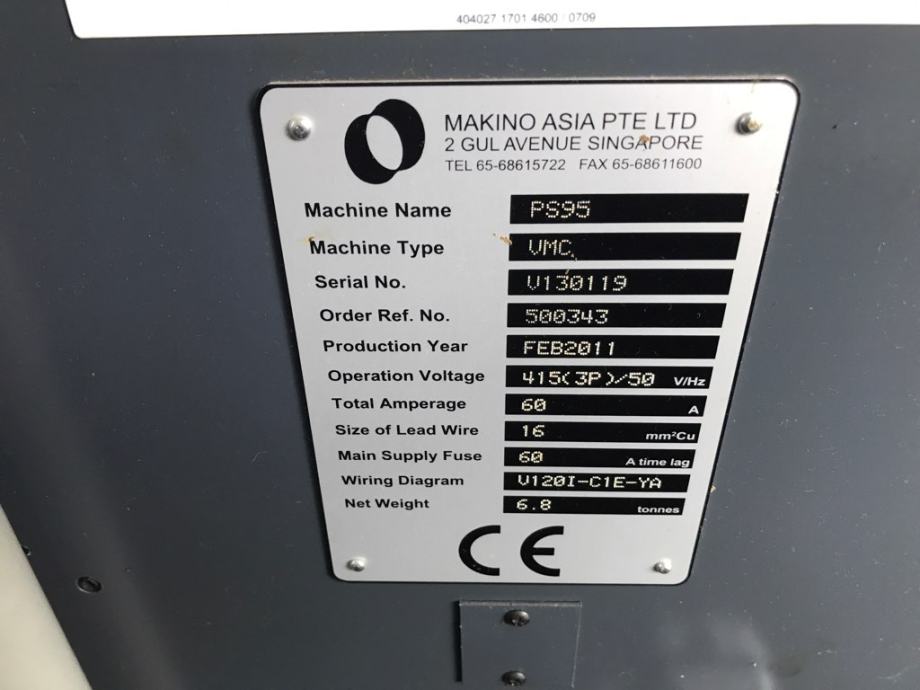 404027 1701 4600 / 0709
MAKINO ASIA PTE LTD
2 GUL AVENUE SINGAPORE
TEL 65-68615722 FAX 65-68611600
Machine Name PS95
Machine Type VMC
Serial No. V130119
Order Ref. No. 500343
Production Year FEB2011
Operation Voltage 415(3P)/50 V/Hz
Total Amperage 60 A
Size of Lead Wire 16 mm²Cu
Main Supply Fuse 60 A time lag
Wiring Diagram V120I-C1E-YA
Net Weight 6.8 tonnes
CE